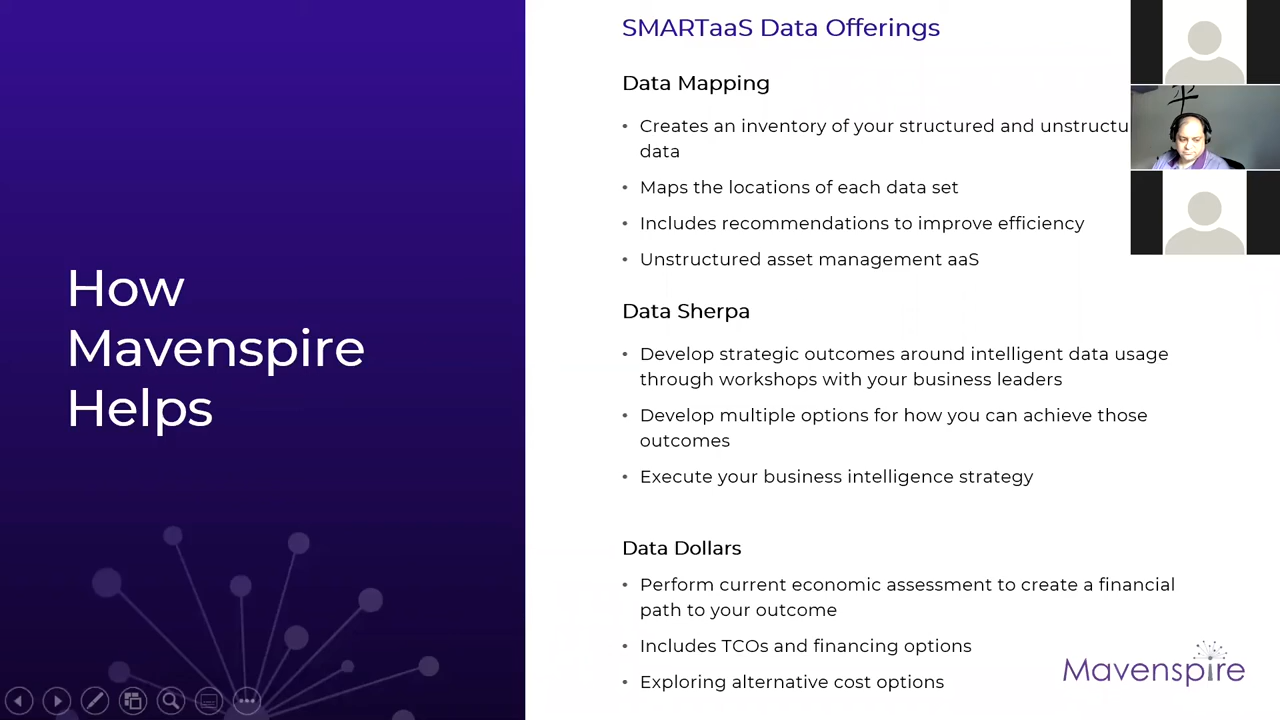 How
Mavenspire
Helps
SMARTaaS Data Offerings
Data Mapping
• Creates an inventory of your structured and unstructu
data
• Maps the locations of each data set
• Includes recommendations to improve efficiency
• Unstructured asset management aaS
Data Sherpa
• Develop strategic outcomes around intelligent data usage
through workshops with your business leaders
• Develop multiple options for how you can achieve those
outcomes
• Execute your business intelligence strategy
Data Dollars
• Perform current economic assessment to create a financial
path to your outcome
• Includes TCOs and financing options
• Exploring alternative cost options
Mavenspire